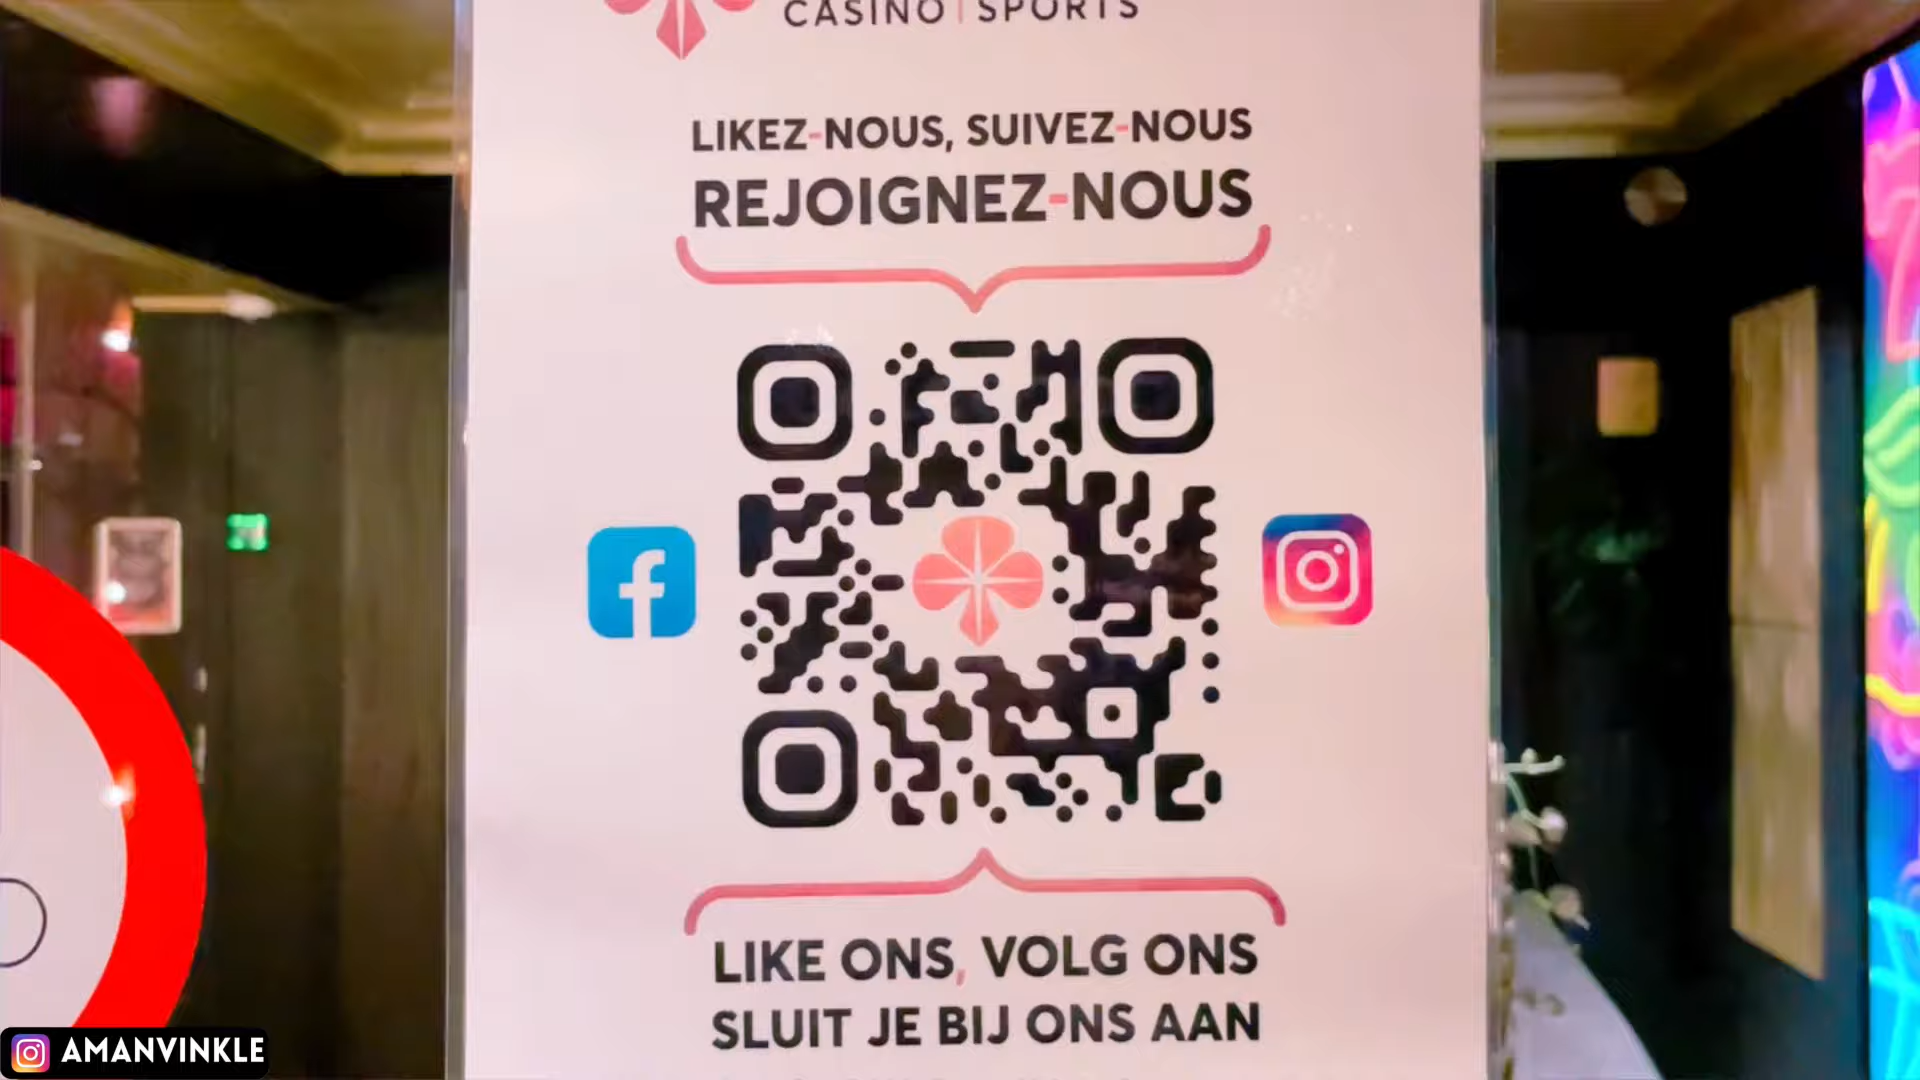 CASINO | SPORTS
LIKEZ-NOUS, SUIVEZ-NOUS
REJOIGNEZ-NOUS
LIKE ONS, VOLG ONS
SLUIT JE BIJ ONS AAN
AMANVINKLE